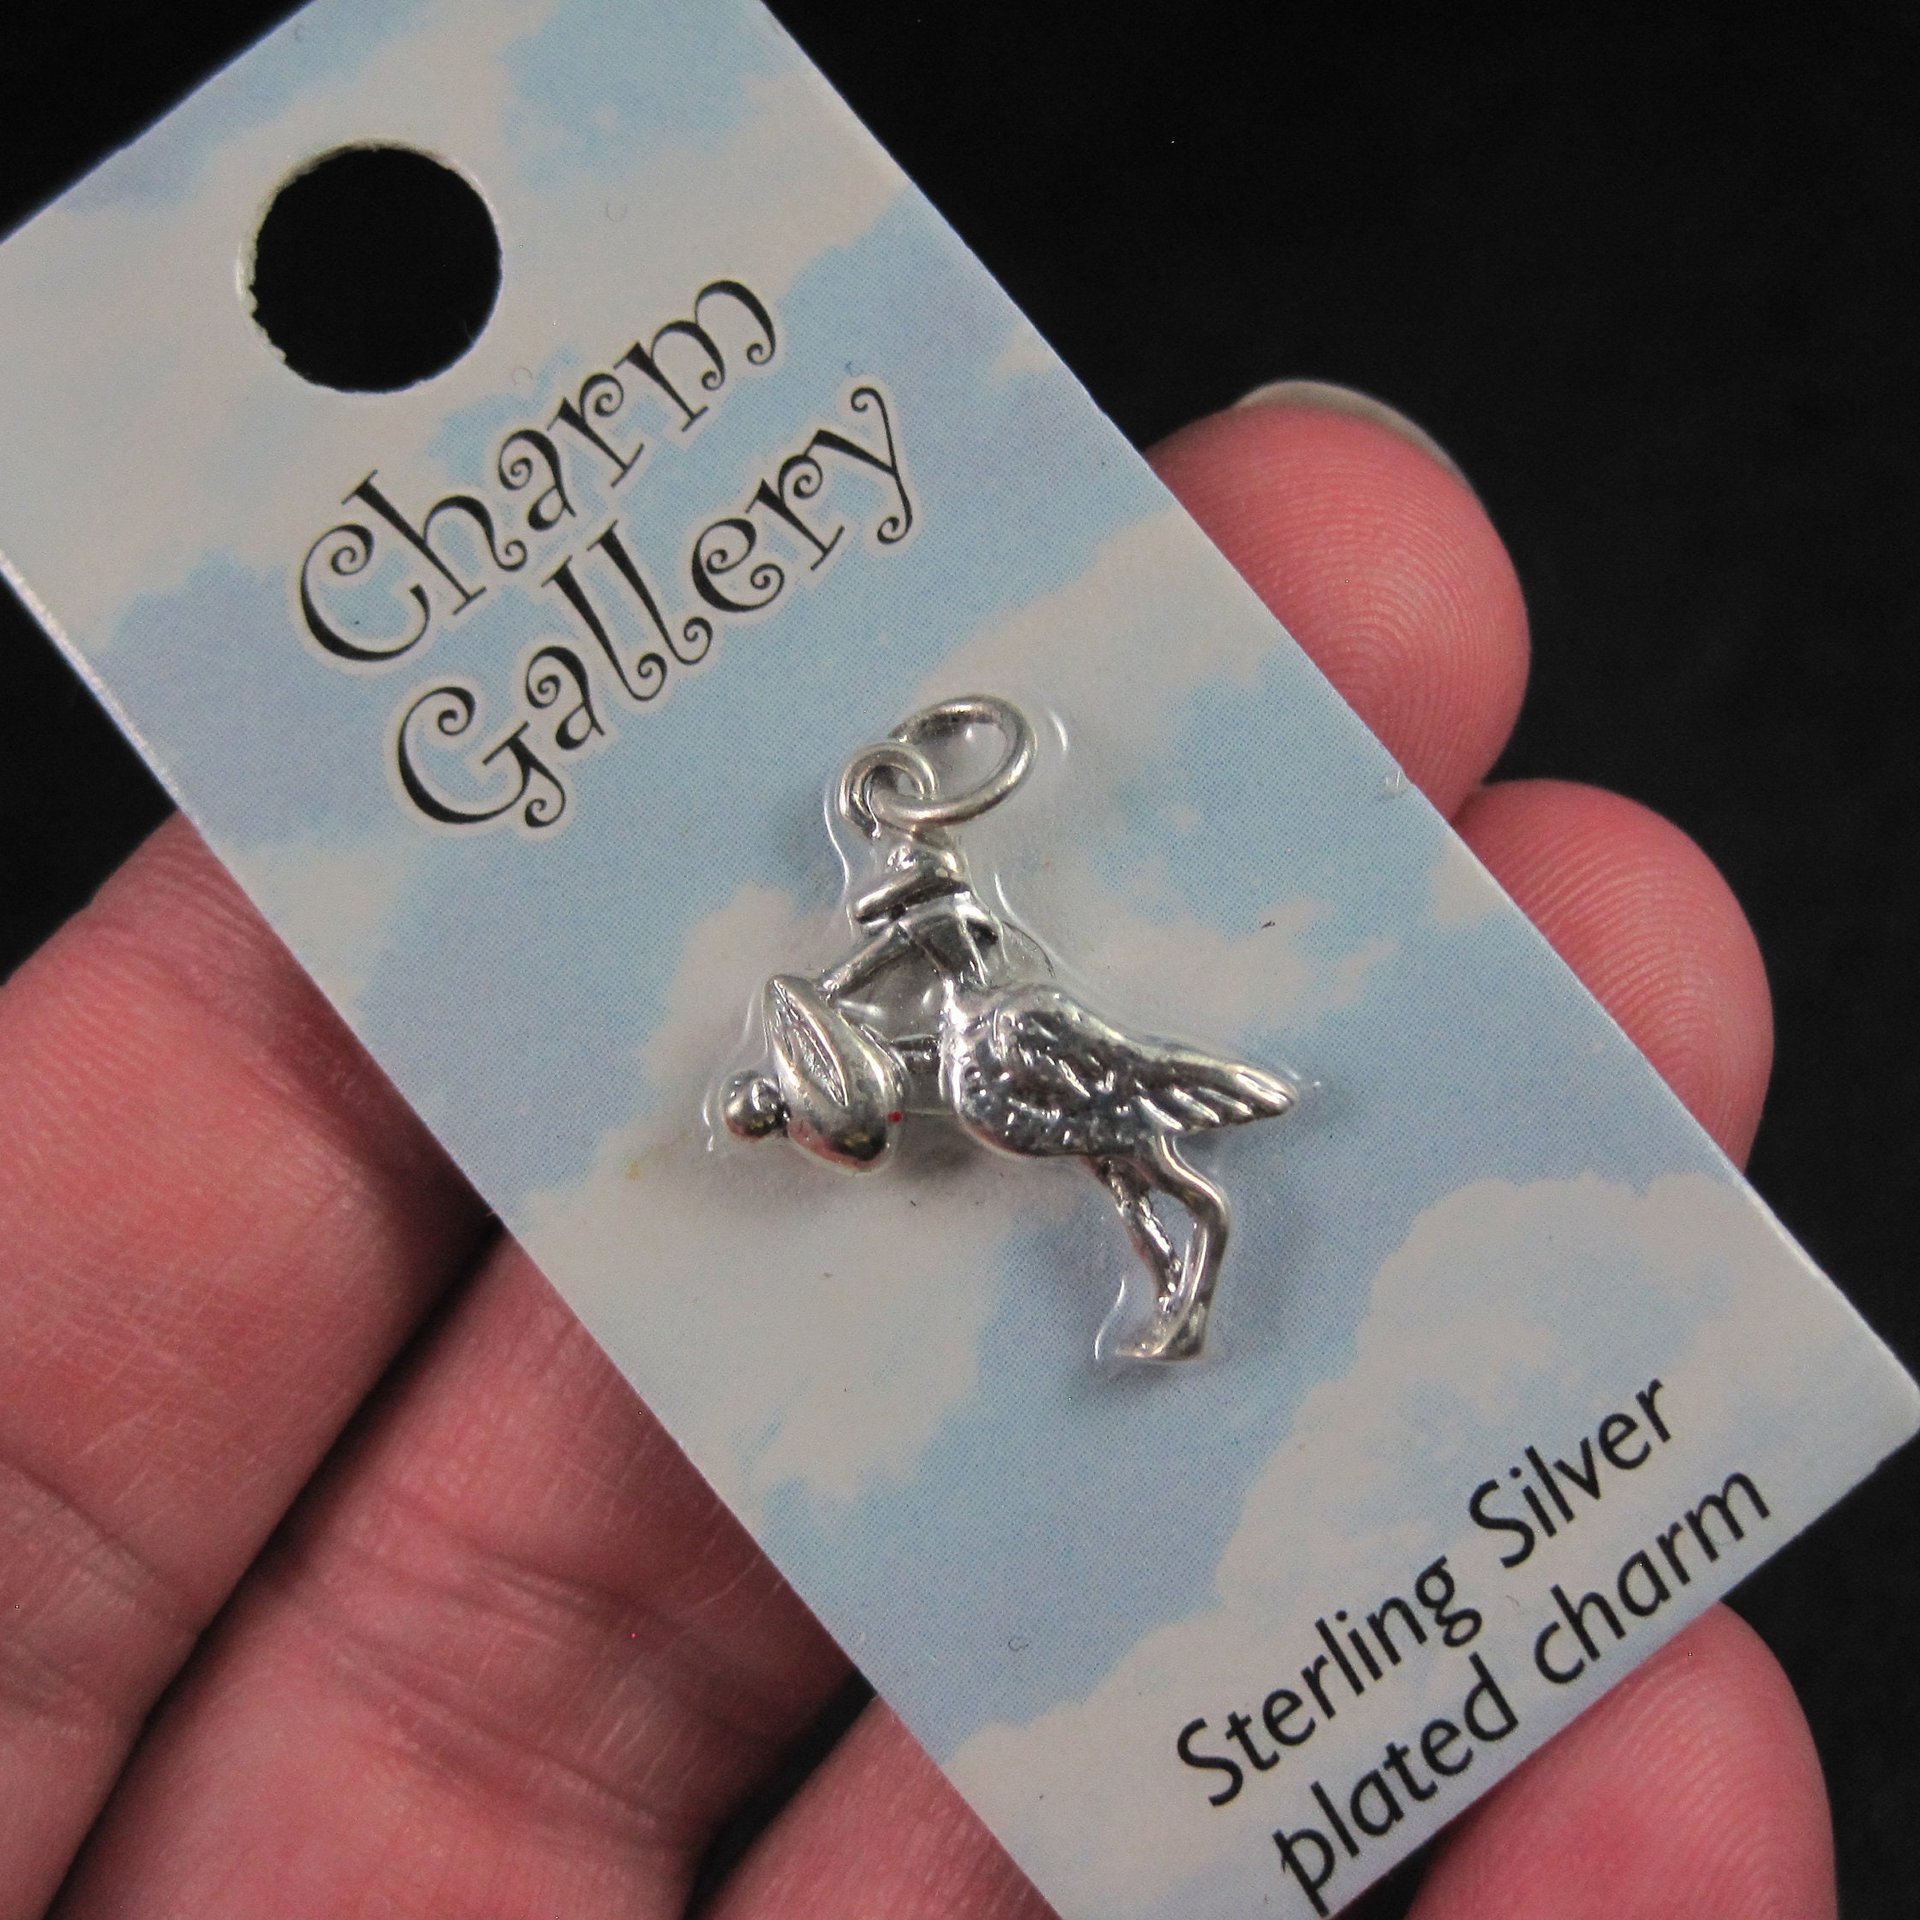 Charm
Gallery
Sterling Silver
plated charm